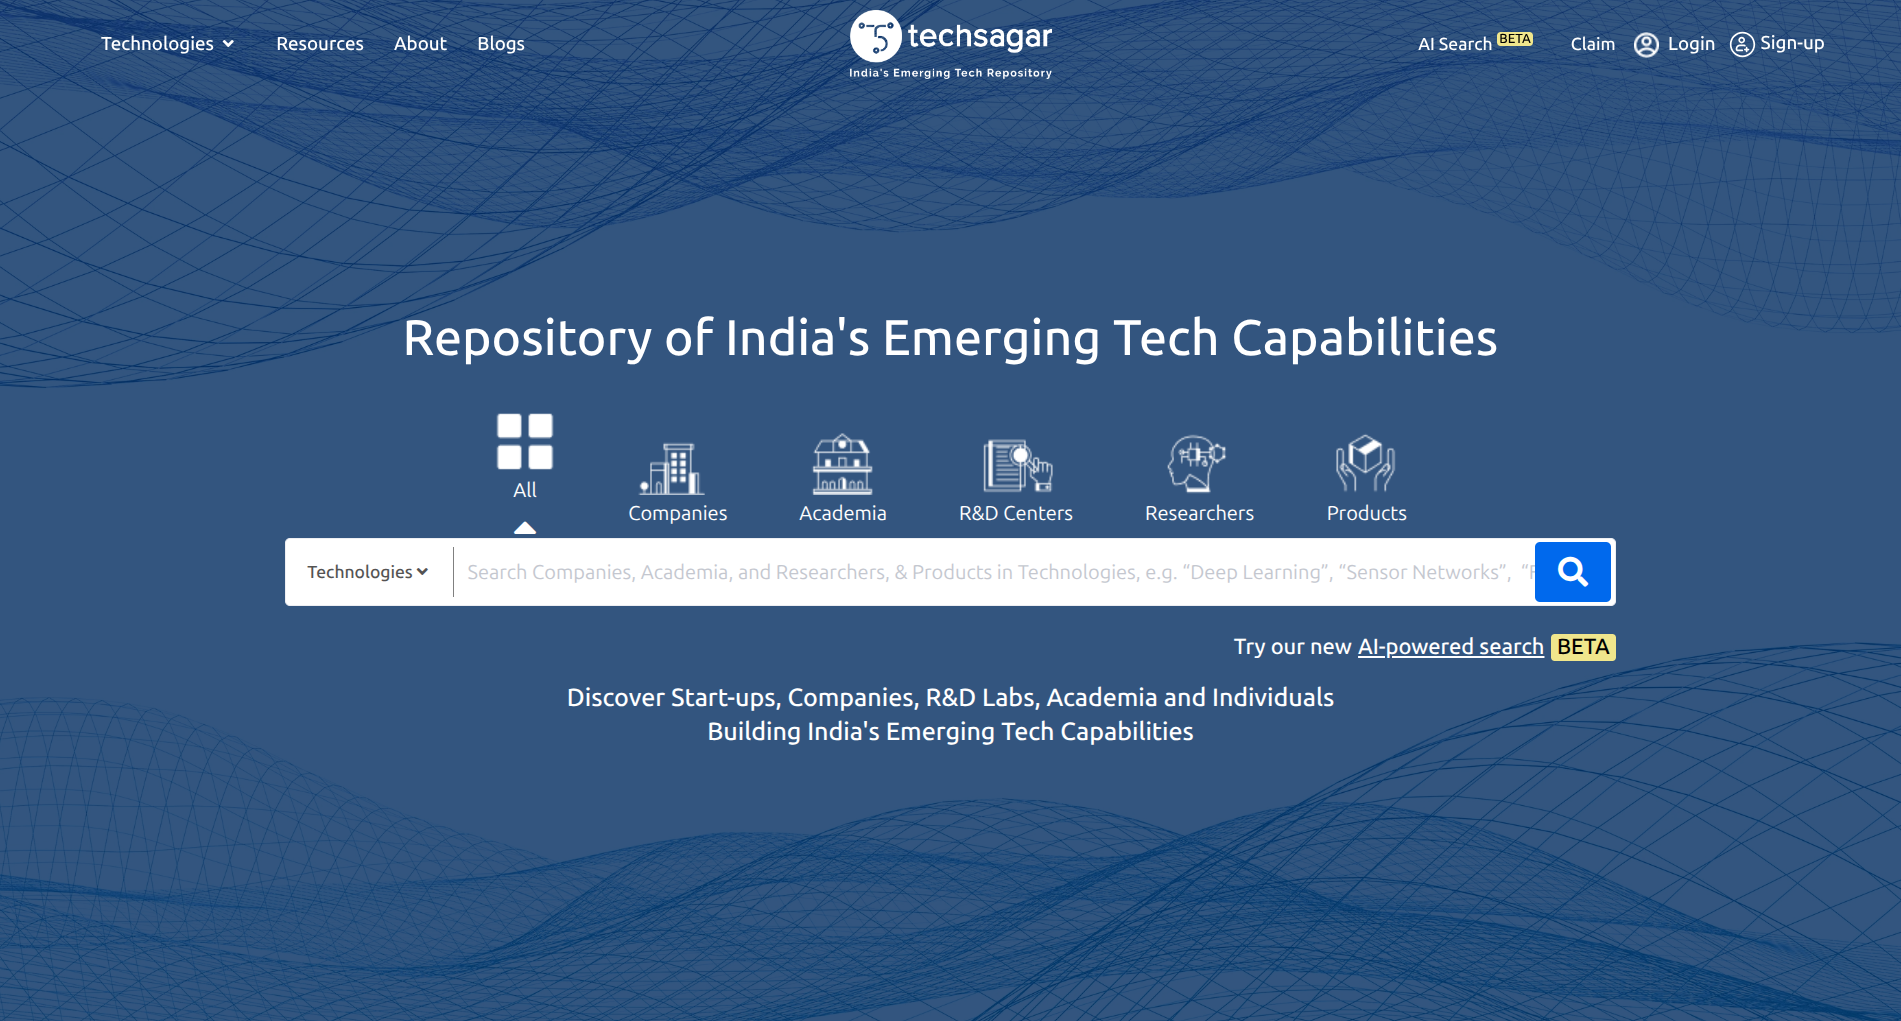 Technologies Resources About Blogs
techsagar
India's Emerging Tech Repository
AI Search BETA Claim Login Sign-up
Repository of India's Emerging Tech Capabilities
All
Companies Academia R&D Centers Researchers Products
Technologies Search Companies, Academia, and Researchers, & Products in Technologies, e.g. “Deep Learning”, “Sensor Networks”,
Try our new AI-powered search BETA
Discover Start-ups, Companies, R&D Labs, Academia and Individuals
Building India's Emerging Tech Capabilities